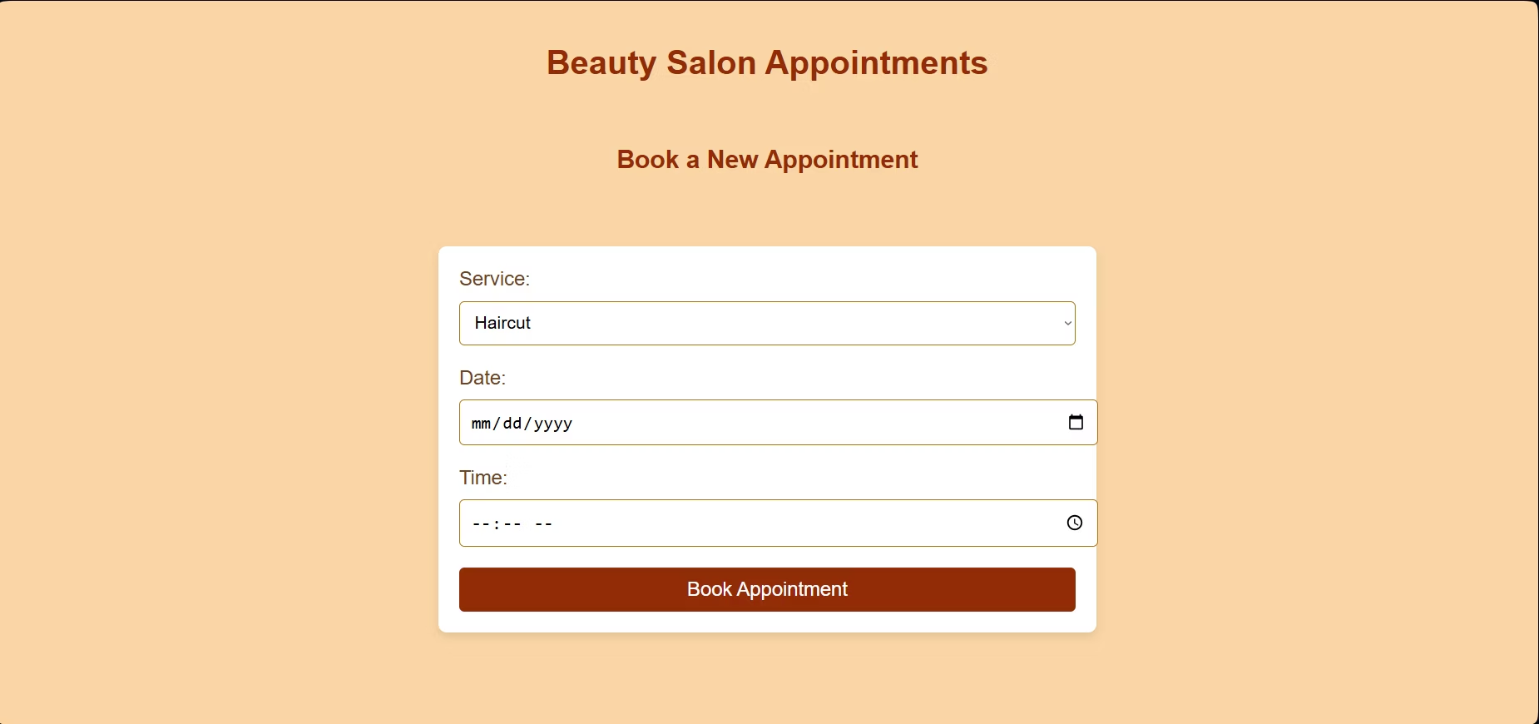 Beauty Salon Appointments
Book a New Appointment
Service:
Haircut
Date:
mm/dd/yyyy
Time:
--:-- --
Book Appointment